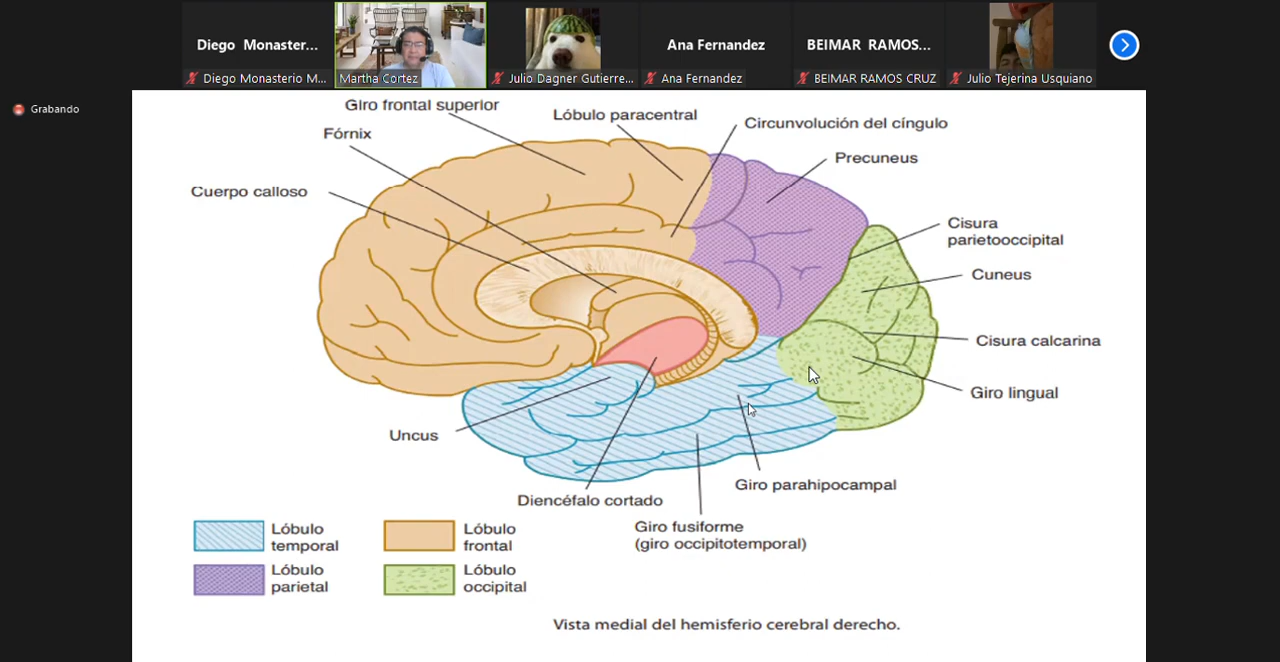 Diego Monaster...
Ana Fernandez
BEIMAR RAMOS...
Diego Monasterio M...
Martha Cortez
Julio Dagner Gutierre...
Ana Fernandez
BEIMAR RAMOS CRUZ
Julio Tejerina Usquiano
Grabando
Giro frontal superior
Lóbulo paracentral
Circunvolución del cíngulo
Fórnix
Precuneus
Cuerpo calloso
Cisura
parietooccipital
Cuneus
Cisura calcarina
Giro lingual
Uncus
Giro parahipocampal
Diencéfalo cortado
Giro fusiforme
(giro occipitotemporal)
Lóbulo
temporal
Lóbulo
frontal
Lóbulo
parietal
Lóbulo
occipital
Vista medial del hemisferio cerebral derecho.